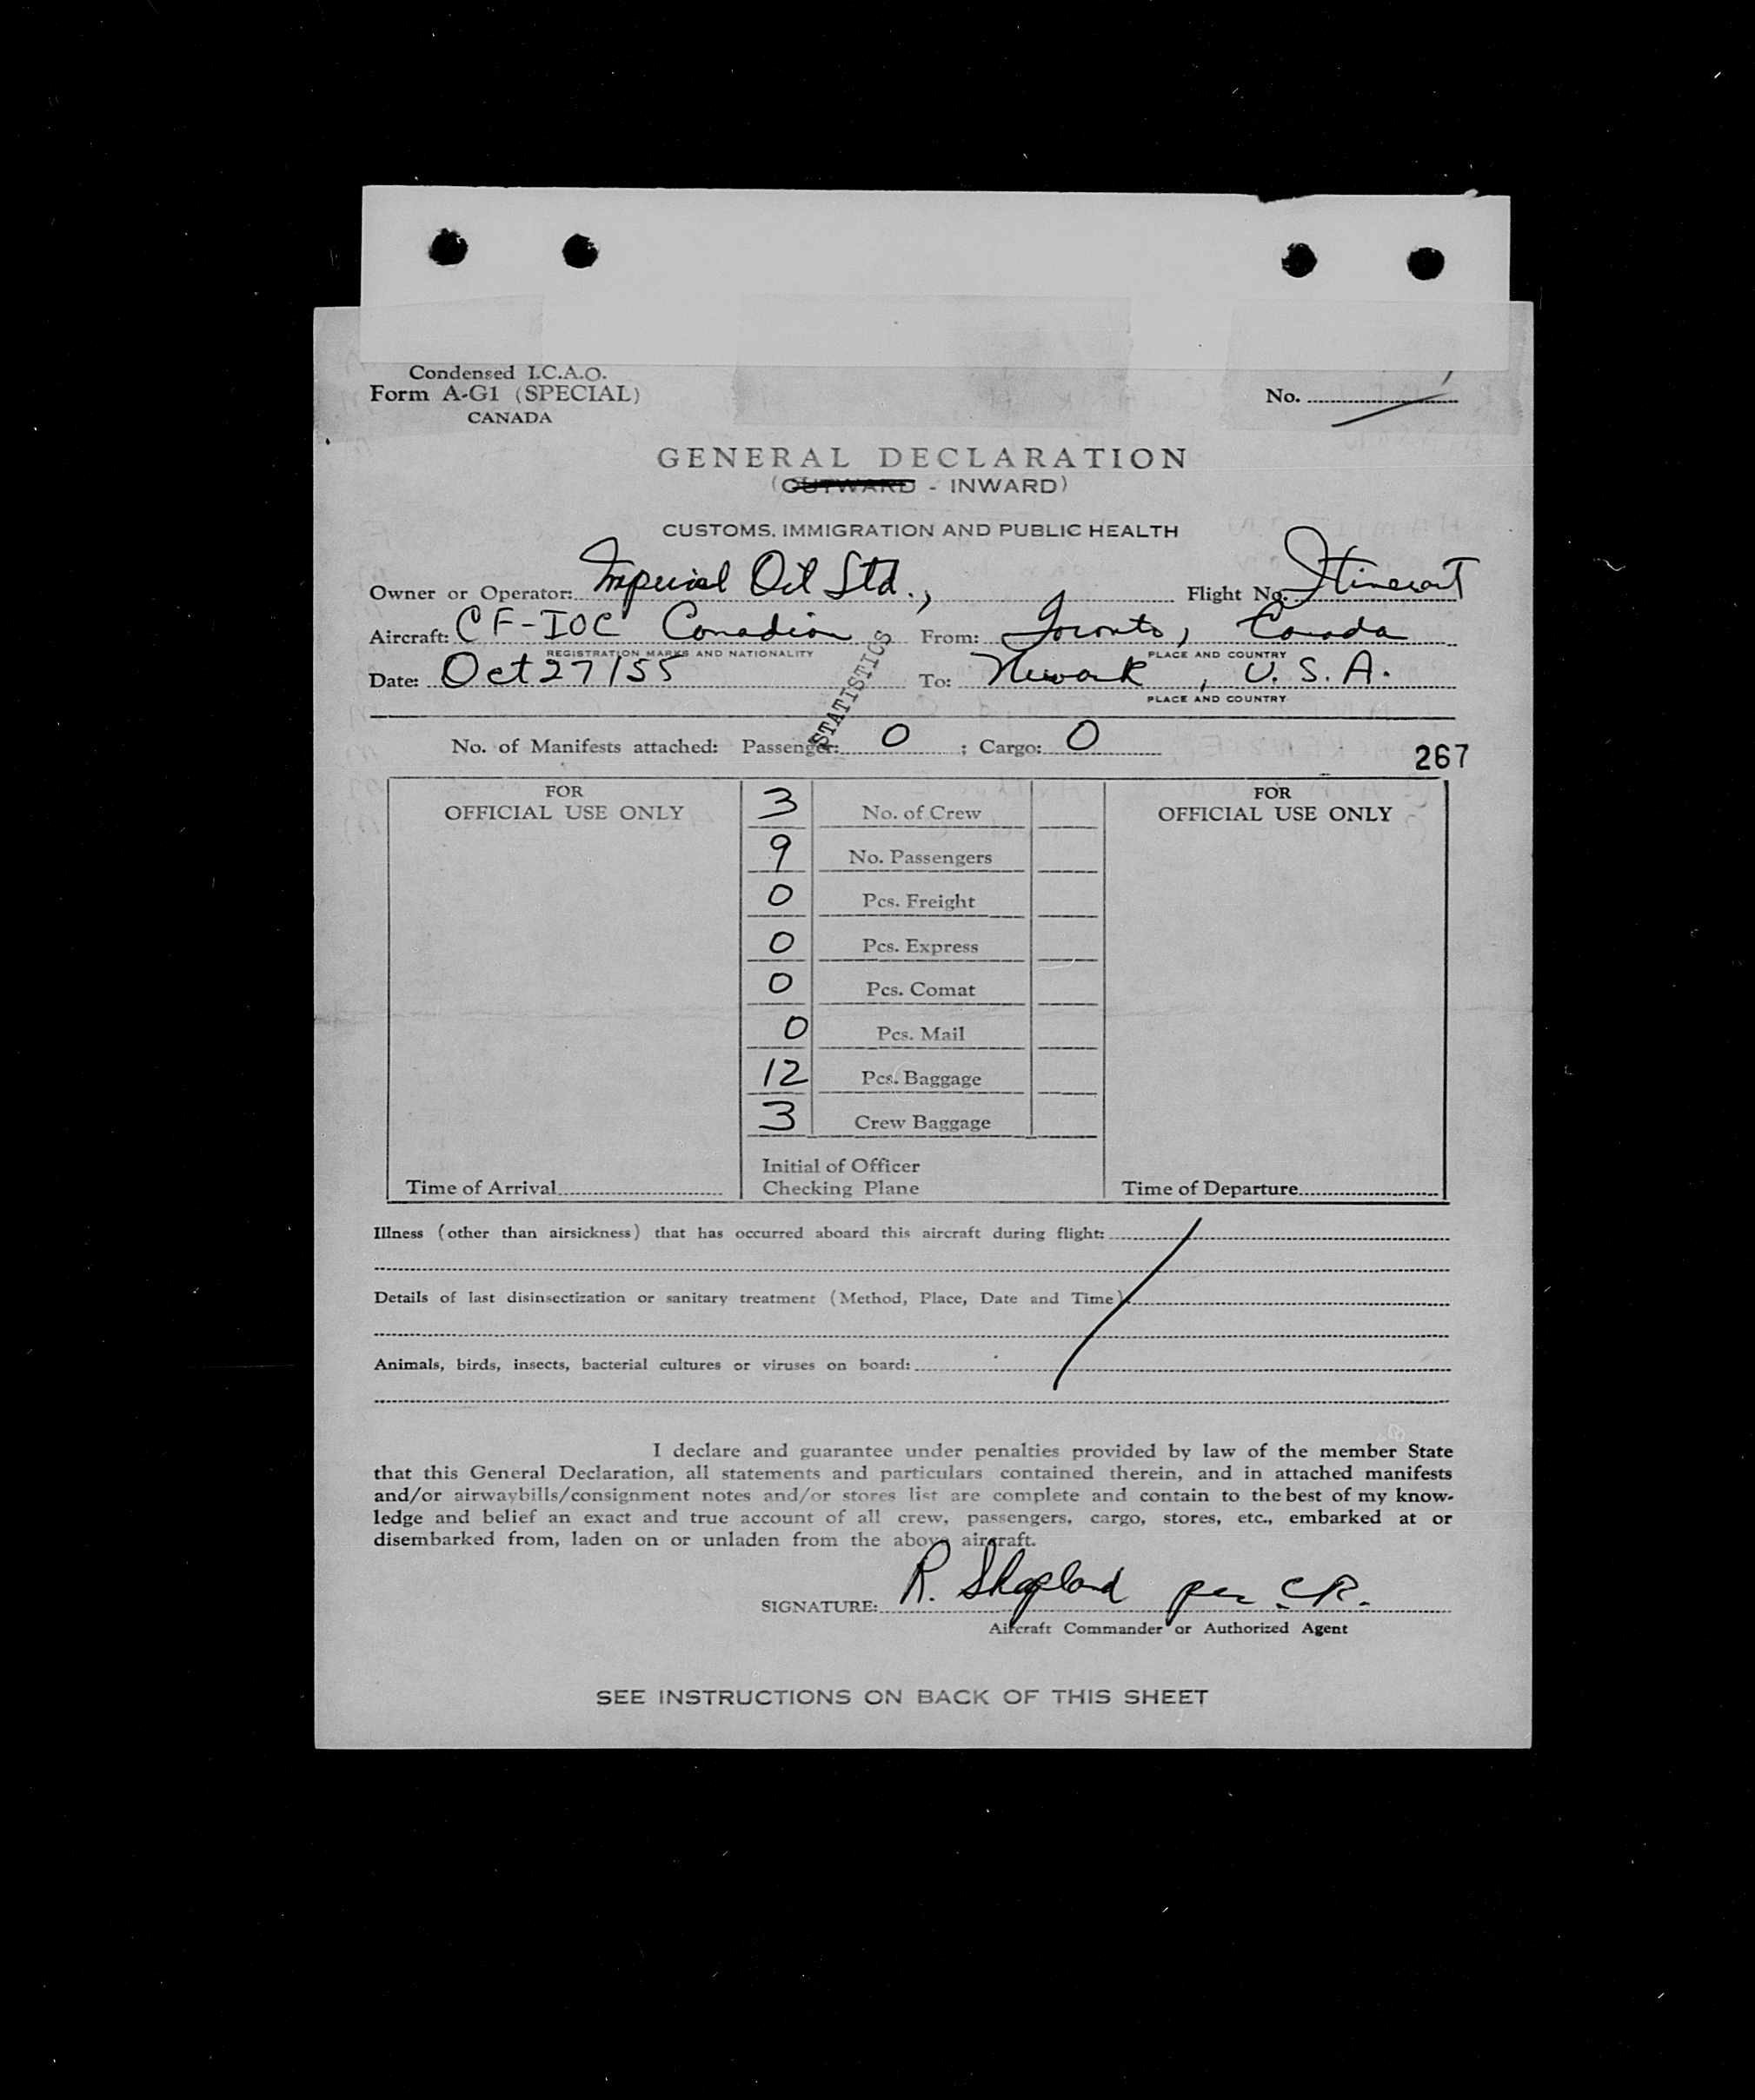 Condensed I.C.A.O.
Form A-G1 (SPECIAL)
CANADA
No.
GENERAL DECLARATION
(OUTWARD - INWARD)
CUSTOMS, IMMIGRATION AND PUBLIC HEALTH
Owner or Operator: Imperial Oil Ltd., Flight No. Itinerant
Aircraft: CF-IOC Canadian From: Toronto, Canada
REGISTRATION MARKS AND NATIONALITY PLACE AND COUNTRY
Date: Oct 27/55 To: Newark, U.S.A.
PLACE AND COUNTRY
STATISTICS
No. of Manifests attached: Passenger: 0 ; Cargo: 0
267
FOR
OFFICIAL USE ONLY
3 No. of Crew
9 No. Passengers
0 Pcs. Freight
0 Pcs. Express
0 Pcs. Comat
0 Pcs. Mail
12 Pcs. Baggage
3 Crew Baggage
FOR
OFFICIAL USE ONLY
Time of Arrival
Initial of Officer
Checking Plane
Time of Departure
Illness (other than airsickness) that has occurred aboard this aircraft during flight:
Details of last disinsectization or sanitary treatment (Method, Place, Date and Time)
Animals, birds, insects, bacterial cultures or viruses on board:
I declare and guarantee under penalties provided by law of the member State
that this General Declaration, all statements and particulars contained therein, and in attached manifests
and/or airwaybills/consignment notes and/or stores list are complete and contain to the best of my know-
ledge and belief an exact and true account of all crew, passengers, cargo, stores, etc., embarked at or
disembarked from, laden on or unladen from the above aircraft.
SIGNATURE: R. Shapland per C.R.
Aircraft Commander or Authorized Agent
SEE INSTRUCTIONS ON BACK OF THIS SHEET